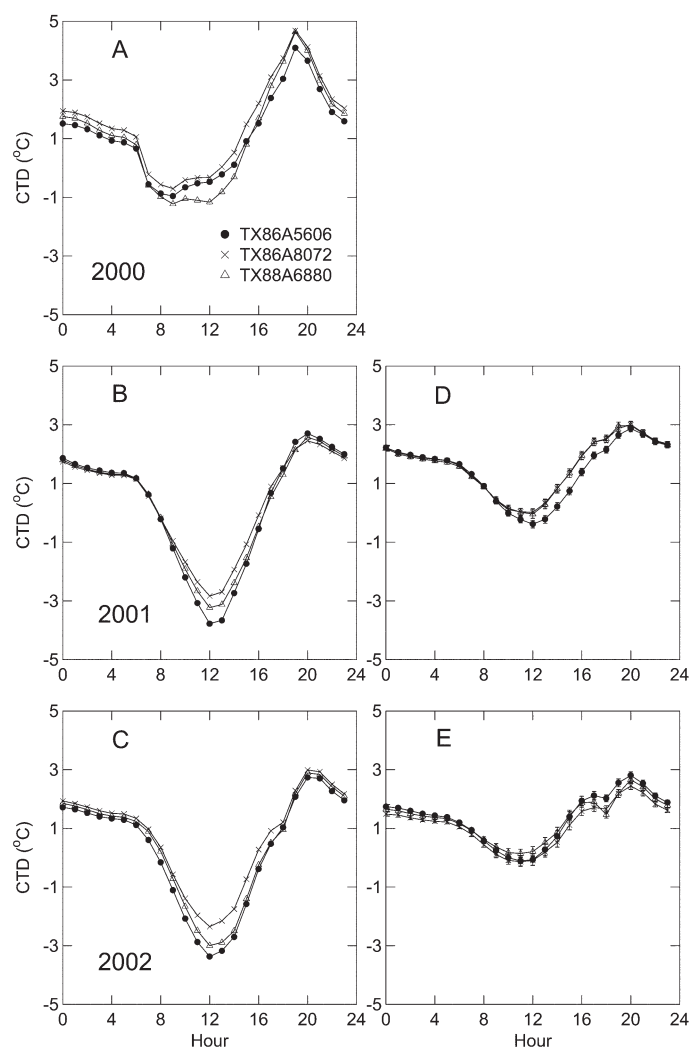 5
A
3
1
CTD (°C)
-1
TX86A5606
TX86A8072
-3
TX88A6880
2000
-5
0 4 8 12 16 20 24
5 5
B D
3 3
1 1
CTD (°C)
-1 -1
-3 -3
2001
-5 -5
0 4 8 12 16 20 24 0 4 8 12 16 20 24
5 5
C E
3 3
1 1
CTD (°C)
-1 -1
-3 -3
2002
-5 -5
0 4 8 12 16 20 24 0 4 8 12 16 20 24
Hour Hour